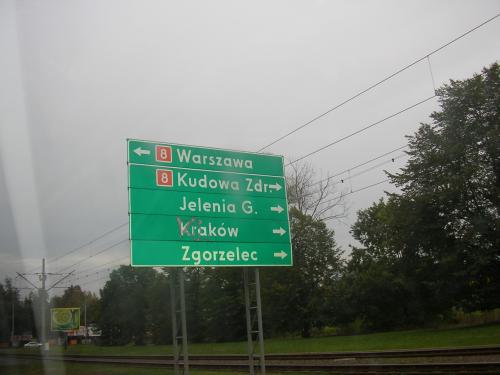 8 Warszawa
8 Kudowa Zdr.
Jelenia G.
Kraków
Zgorzelec